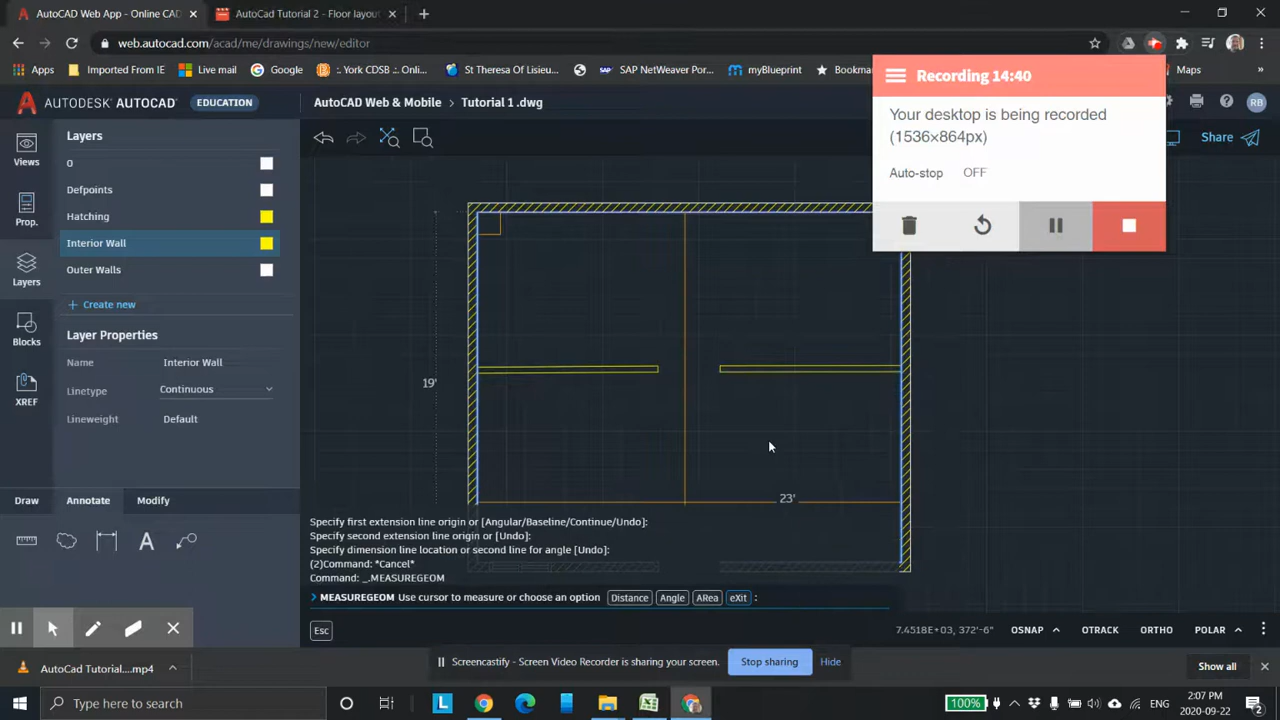 AutoCAD Web App - Online CAD
AutoCad Tutorial 2 - Floor layou
web.autocad.com/acad/me/drawings/new/editor
Apps
Imported From IE
Live mail
Google
:. York CDSB :. Onli...
St Theresa Of Lisieu...
SAP NetWeaver Por...
myBlueprint
Bookma
Maps
Recording 14:40
Your desktop is being recorded
(1536×864px)
Auto-stop OFF
AUTODESK® AUTOCAD® EDUCATION
AutoCAD Web & Mobile > Tutorial 1 .dwg
RB
Share
Views
Prop.
Layers
Blocks
XREF
Layers
0
Defpoints
Hatching
Interior Wall
Outer Walls
+ Create new
Layer Properties
Name Interior Wall
Linetype Continuous
Lineweight Default
Draw Annotate Modify
A
19'
23'
Specify first extension line origin or [Angular/Baseline/Continue/Undo]:
Specify second extension line origin or [Undo]:
Specify dimension line location or second line for angle [Undo]:
(2)Command: *Cancel*
Command: _.MEASUREGEOM
MEASUREGEOM Use cursor to measure or choose an option Distance Angle ARea eXit :
Esc
7.4518E+03, 372'-6" OSNAP OTRACK ORTHO POLAR
AutoCad Tutorial....mp4
Screencastify - Screen Video Recorder is sharing your screen.
Stop sharing
Hide
Show all
Type here to search
L
100%
ENG
2:07 PM
2020-09-22
2